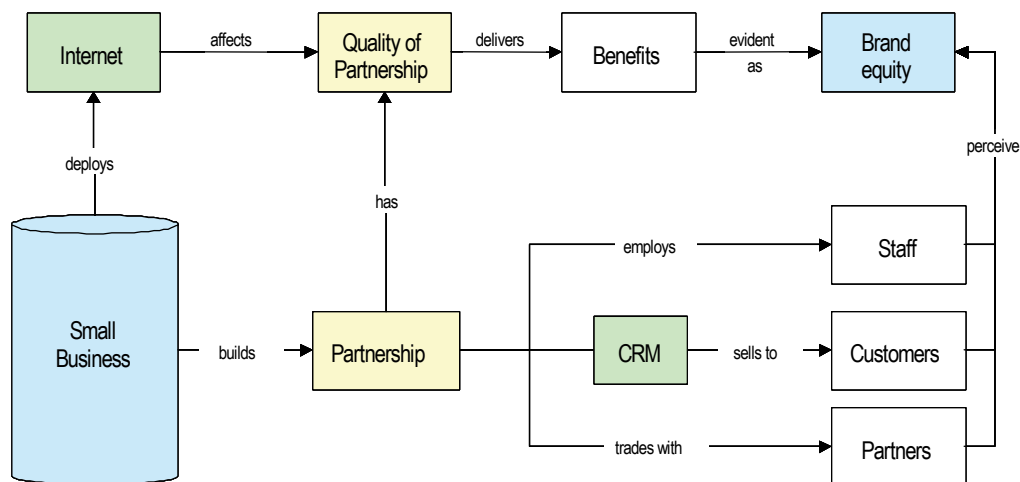 Internet
affects
Quality of
Partnership
delivers
Benefits
evident
as
Brand
equity
deploys
perceive
has
employs
Staff
Small
Business
builds
Partnership
CRM
sells to
Customers
trades with
Partners